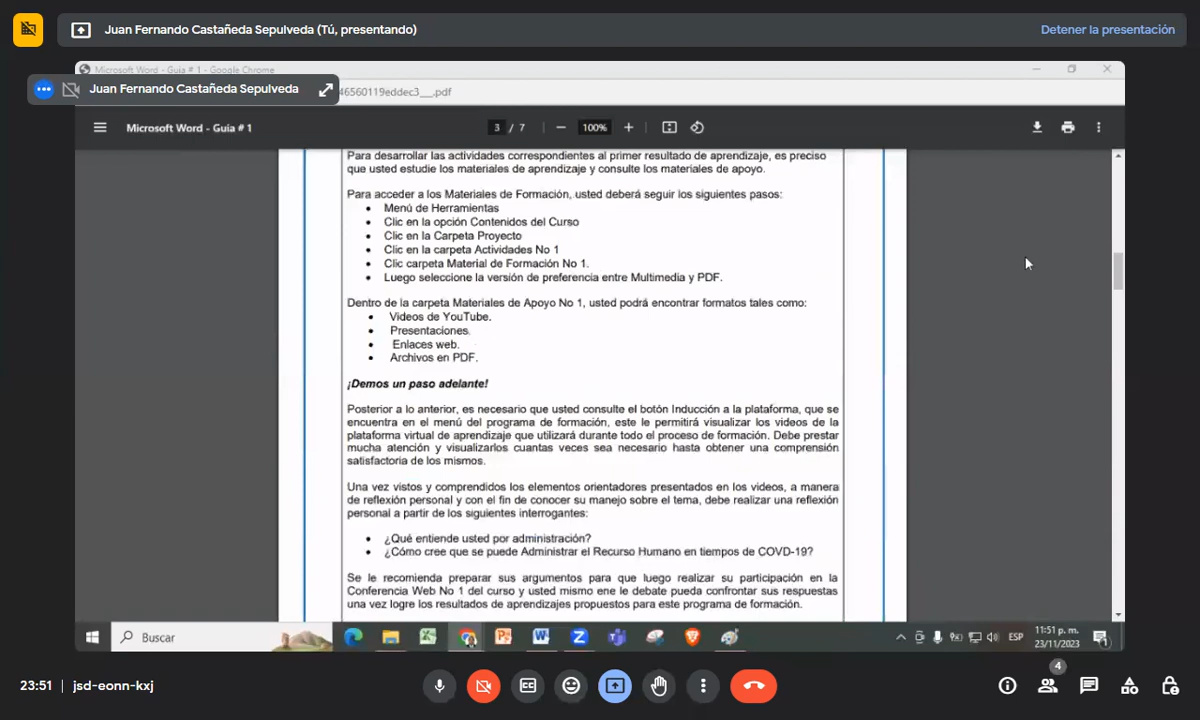 Juan Fernando Castañeda Sepulveda (Tú, presentando)
Detener la presentación
Microsoft Word - Guia # 1 - Google Chrome
Juan Fernando Castañeda Sepulveda
46560119eddec3__.pdf
Microsoft Word - Guia # 1
3 / 7
100%
Para desarrollar las actividades correspondientes al primer resultado de aprendizaje, es preciso
que usted estudie los materiales de aprendizaje y consulte los materiales de apoyo.
Para acceder a los Materiales de Formación, usted deberá seguir los siguientes pasos:
• Menú de Herramientas
• Clic en la opción Contenidos del Curso
• Clic en la Carpeta Proyecto
• Clic en la carpeta Actividades No 1
• Clic carpeta Material de Formación No 1.
• Luego seleccione la versión de preferencia entre Multimedia y PDF.
Dentro de la carpeta Materiales de Apoyo No 1, usted podrá encontrar formatos tales como:
• Videos de YouTube.
• Presentaciones.
• Enlaces web.
• Archivos en PDF.
¡Demos un paso adelante!
Posterior a lo anterior, es necesario que usted consulte el botón Inducción a la plataforma, que se
encuentra en el menú del programa de formación, este le permitirá visualizar los videos de la
plataforma virtual de aprendizaje que utilizará durante todo el proceso de formación. Debe prestar
mucha atención y visualizarlos cuantas veces sea necesario hasta obtener una comprensión
satisfactoria de los mismos.
Una vez vistos y comprendidos los elementos orientadores presentados en los videos, a manera
de reflexión personal y con el fin de conocer su manejo sobre el tema, debe realizar una reflexión
personal a partir de los siguientes interrogantes:
• ¿Qué entiende usted por administración?
• ¿Cómo cree que se puede Administrar el Recurso Humano en tiempos de COVD-19?
Se le recomienda preparar sus argumentos para que luego realizar su participación en la
Conferencia Web No 1 del curso y usted mismo ene le debate pueda confrontar sus respuestas
una vez logre los resultados de aprendizajes propuestos para este programa de formación.
Buscar
ESP
11:51 p. m.
23/11/2023
1
23:51 | jsd-eonn-kxj
4